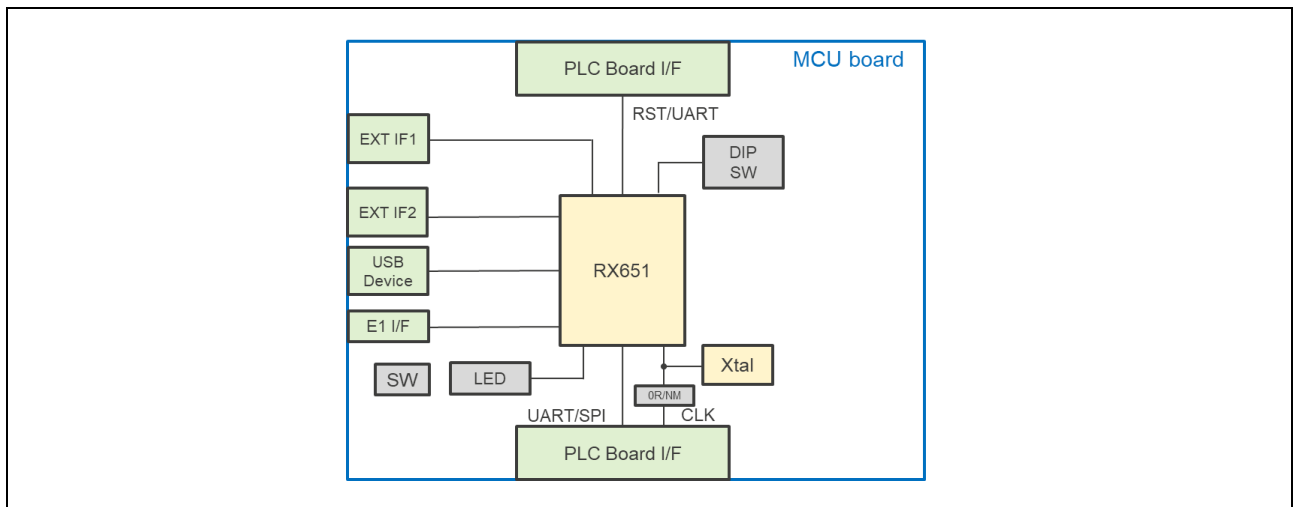 PLC Board I/F
MCU board
RST/UART
EXT IF1
DIP
SW
EXT IF2
RX651
USB
Device
E1 I/F
Xtal
SW
LED
0R/NM
UART/SPI
CLK
PLC Board I/F